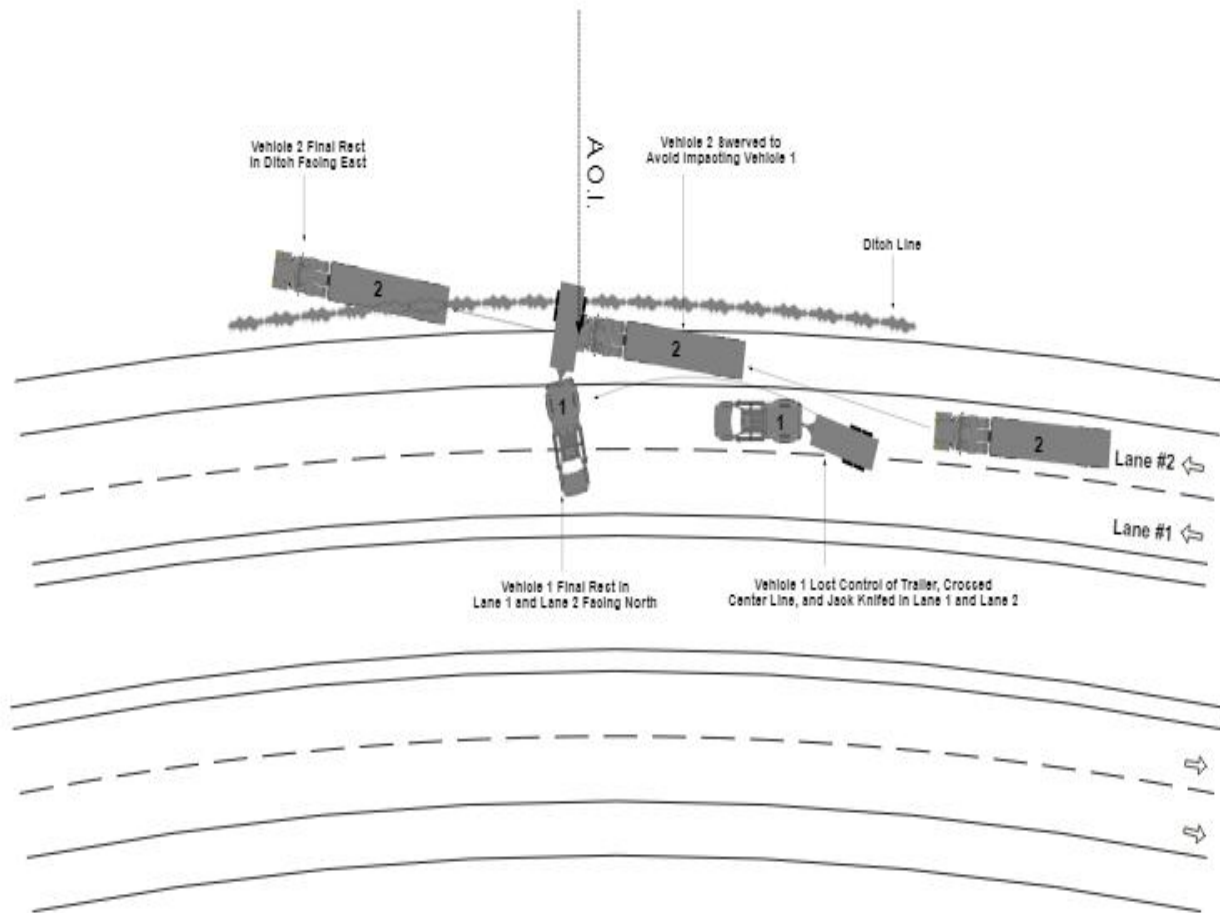 Vehicle 2 Final Rest
In Ditch Facing East
A.O.I.
Vehicle 2 Swerved to
Avoid Impacting Vehicle 1
Ditch Line
2
2
1
1
2
Lane #2
Lane #1
Vehicle 1 Final Rest In
Lane 1 and Lane 2 Facing North
Vehicle 1 Lost Control of Trailer, Crossed
Center Line, and Jack Knifed in Lane 1 and Lane 2